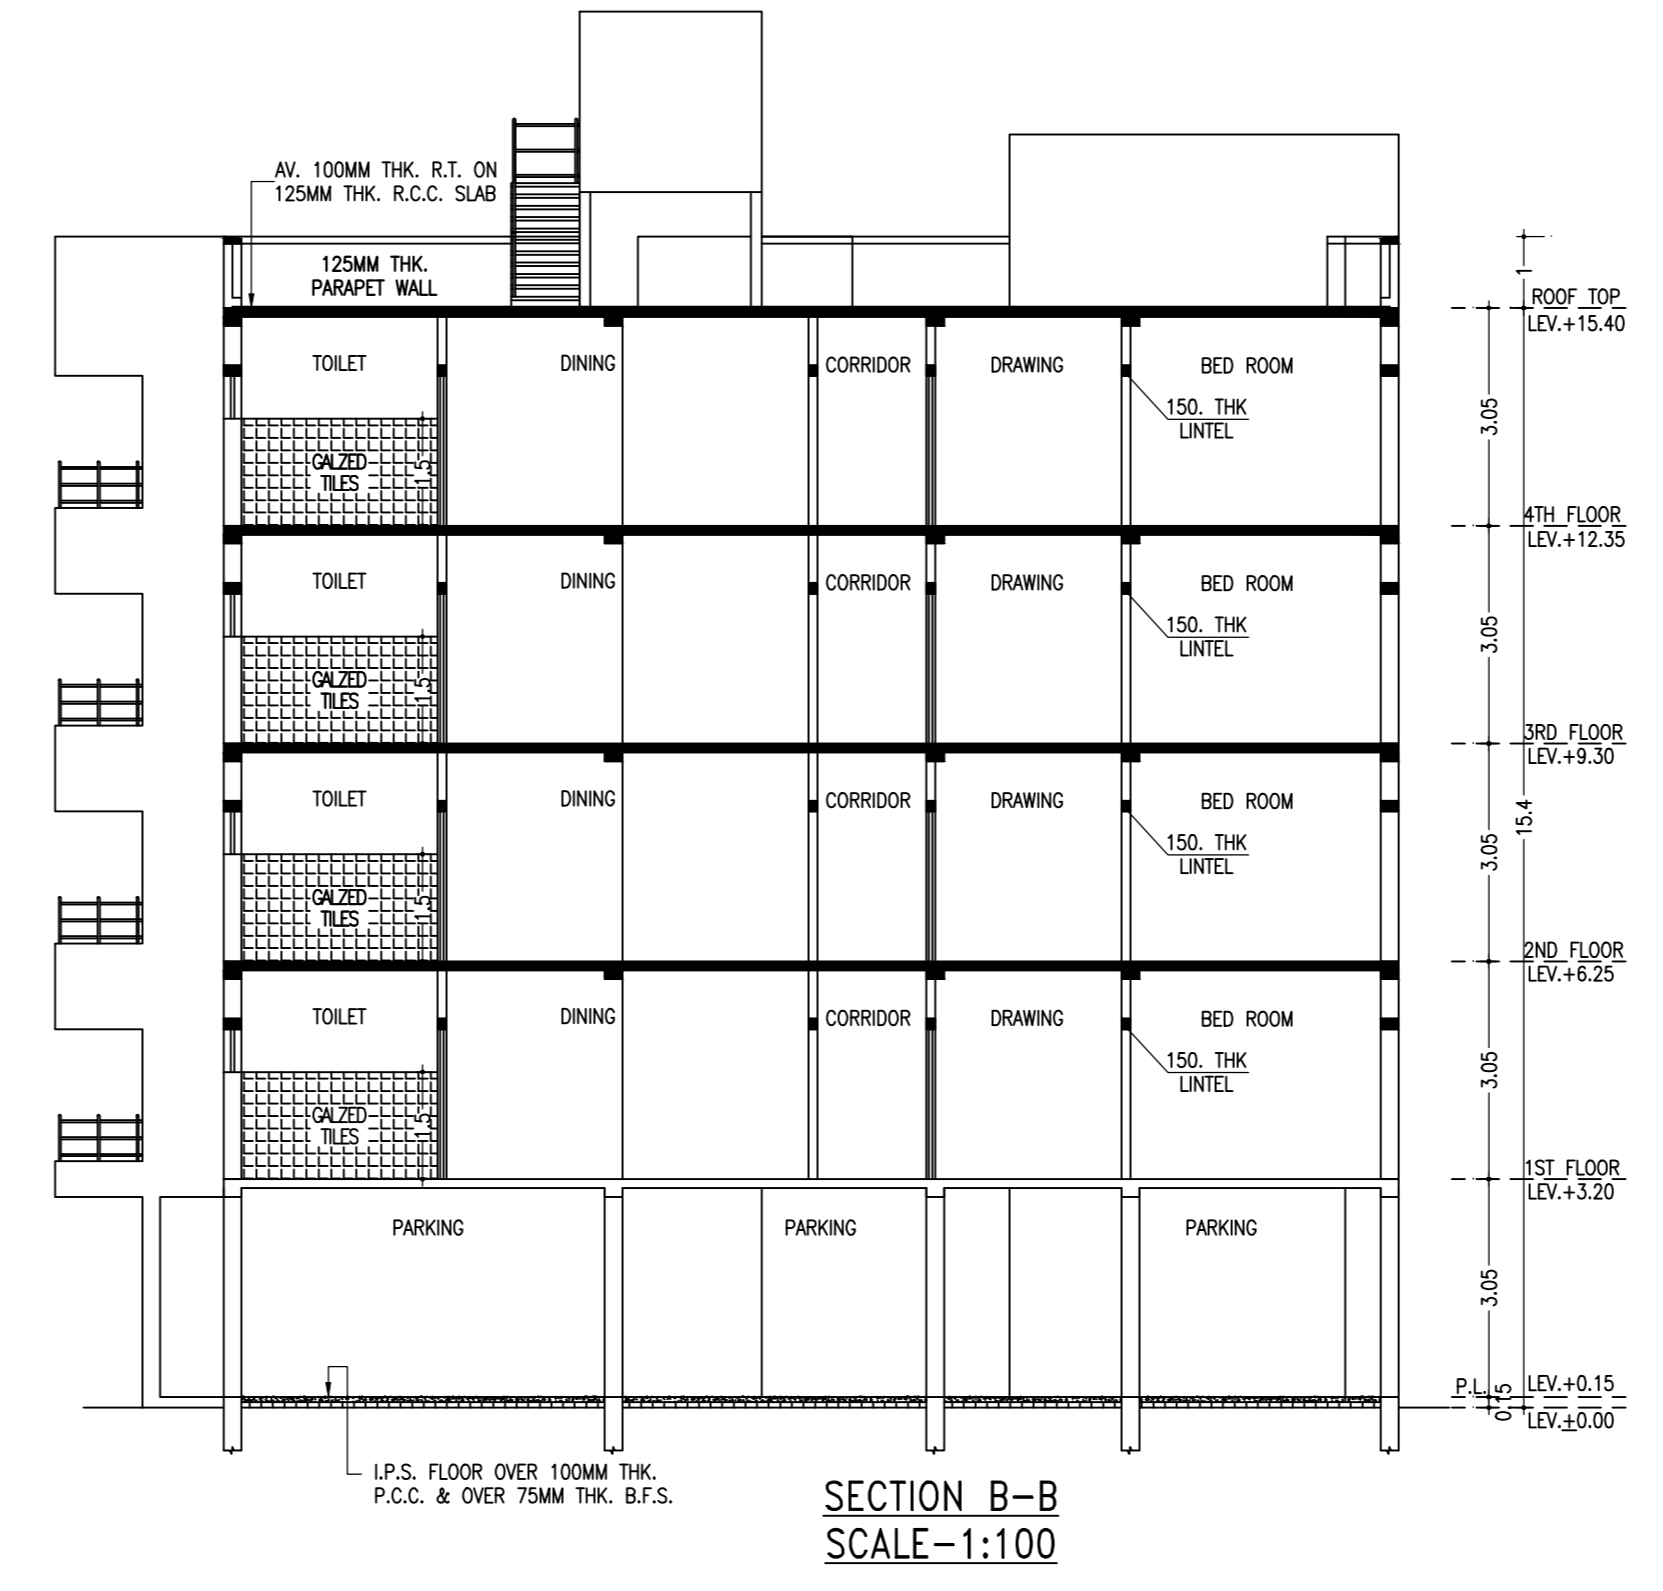 AV. 100MM THK. R.T. ON
125MM THK. R.C.C. SLAB
125MM THK.
PARAPET WALL
1
ROOF TOP
LEV.+15.40
TOILET
DINING
CORRIDOR
DRAWING
BED ROOM
150. THK
LINTEL
3.05
GALZED
TILES
1.5
4TH FLOOR
LEV.+12.35
TOILET
DINING
CORRIDOR
DRAWING
BED ROOM
150. THK
LINTEL
3.05
GALZED
TILES
1.5
3RD FLOOR
LEV.+9.30
15.4
TOILET
DINING
CORRIDOR
DRAWING
BED ROOM
150. THK
LINTEL
3.05
GALZED
TILES
1.5
2ND FLOOR
LEV.+6.25
TOILET
DINING
CORRIDOR
DRAWING
BED ROOM
150. THK
LINTEL
3.05
GALZED
TILES
1.5
1ST FLOOR
LEV.+3.20
PARKING
PARKING
PARKING
3.05
P.L.
LEV.+0.15
0.15
LEV.±0.00
I.P.S. FLOOR OVER 100MM THK.
P.C.C. & OVER 75MM THK. B.F.S.
SECTION B-B
SCALE-1:100